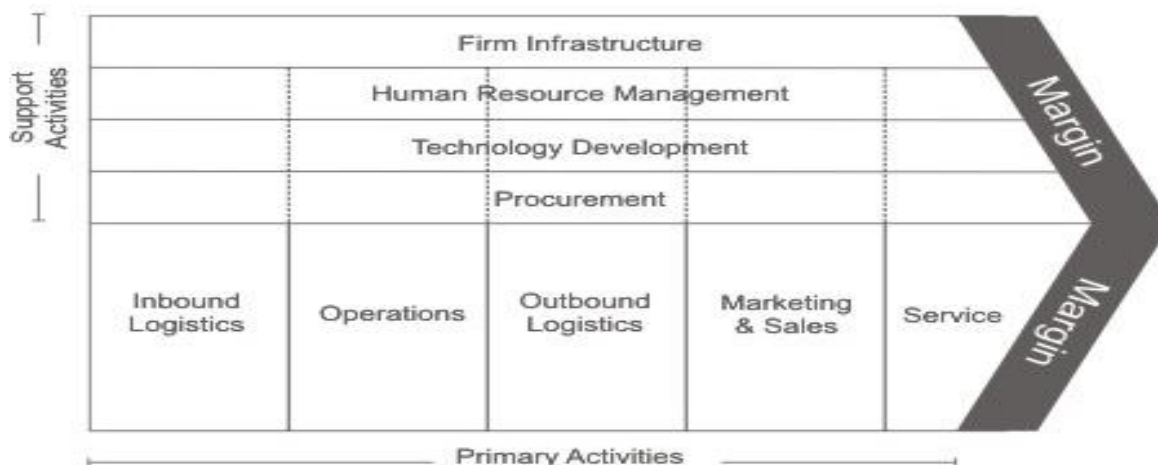 Support
Activities
Firm Infrastructure
Human Resource Management
Technology Development
Procurement
Inbound
Logistics
Operations
Outbound
Logistics
Marketing
& Sales
Service
Margin
Margin
Primary Activities